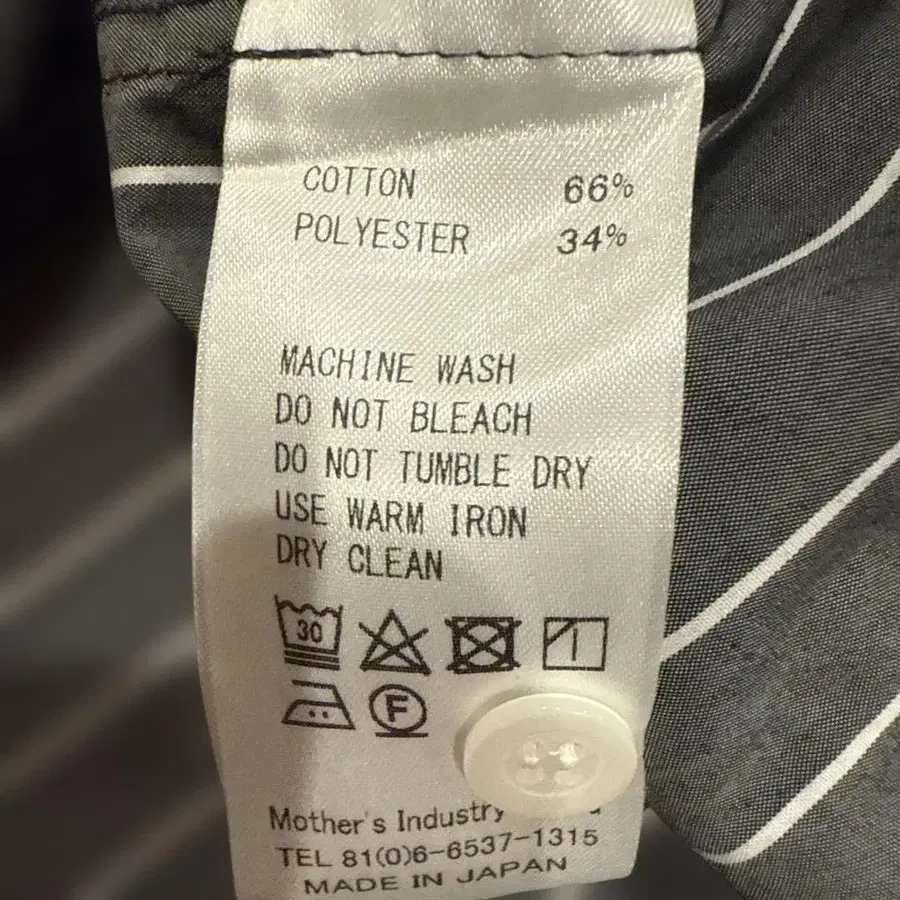 COTTON 66%
POLYESTER 34%
MACHINE WASH
DO NOT BLEACH
DO NOT TUMBLE DRY
USE WARM IRON
DRY CLEAN
30
F
Mother's Industry
TEL 81(0)6-6537-1315
MADE IN JAPAN